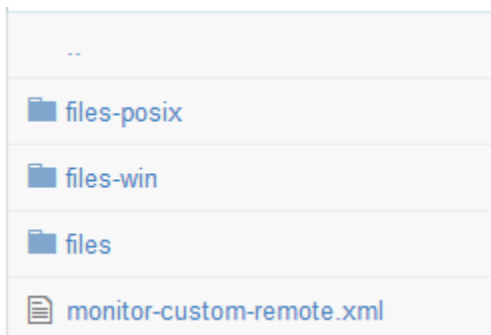 ..
files-posix
files-win
files
monitor-custom-remote.xml